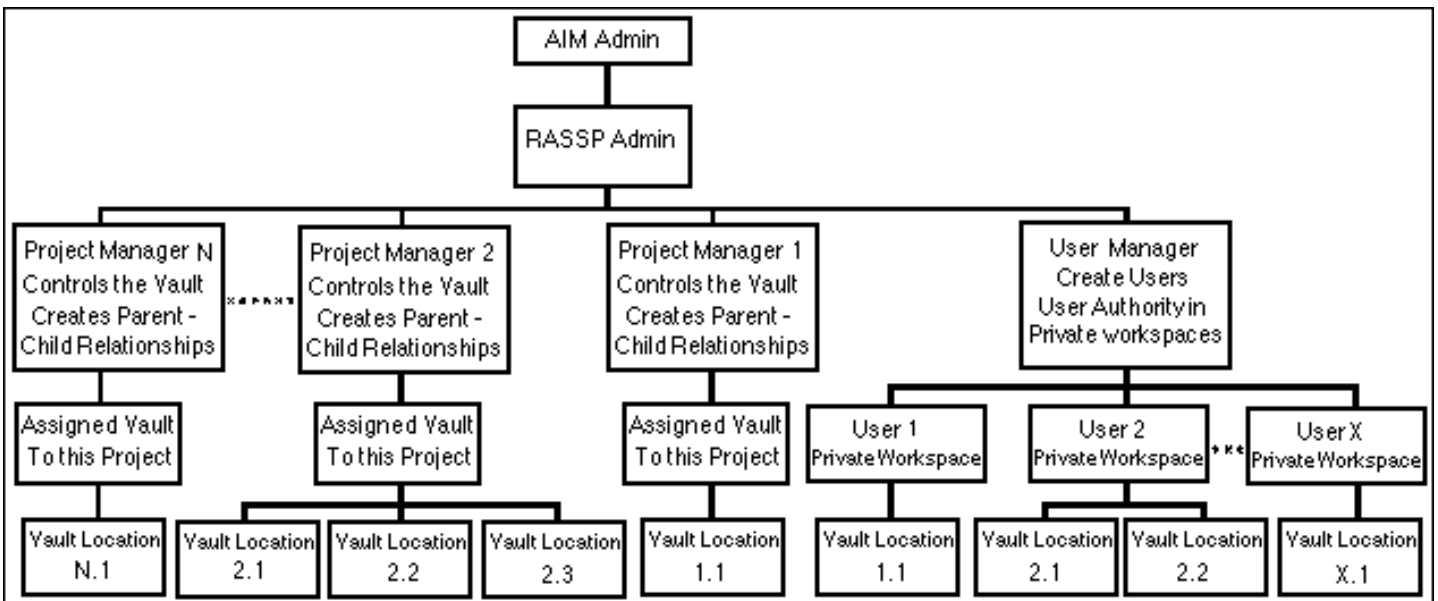 AIM Admin
RASSP Admin
Project Manager N
Controls the Vault
Creates Parent -
Child Relationships
Project Manager 2
Controls the Vault
Creates Parent -
Child Relationships
Project Manager 1
Controls the Vault
Creates Parent -
Child Relationships
User Manager
Create Users
User Authority in
Private workspaces
Assigned Vault
To this Project
Assigned Vault
To this Project
Assigned Vault
To this Project
User 1
Private Workspace
User 2
Private Workspace
User X
Private Workspace
Vault Location
N.1
Vault Location
2.1
Vault Location
2.2
Vault Location
2.3
Vault Location
1.1
Vault Location
1.1
Vault Location
2.1
Vault Location
2.2
Vault Location
X.1